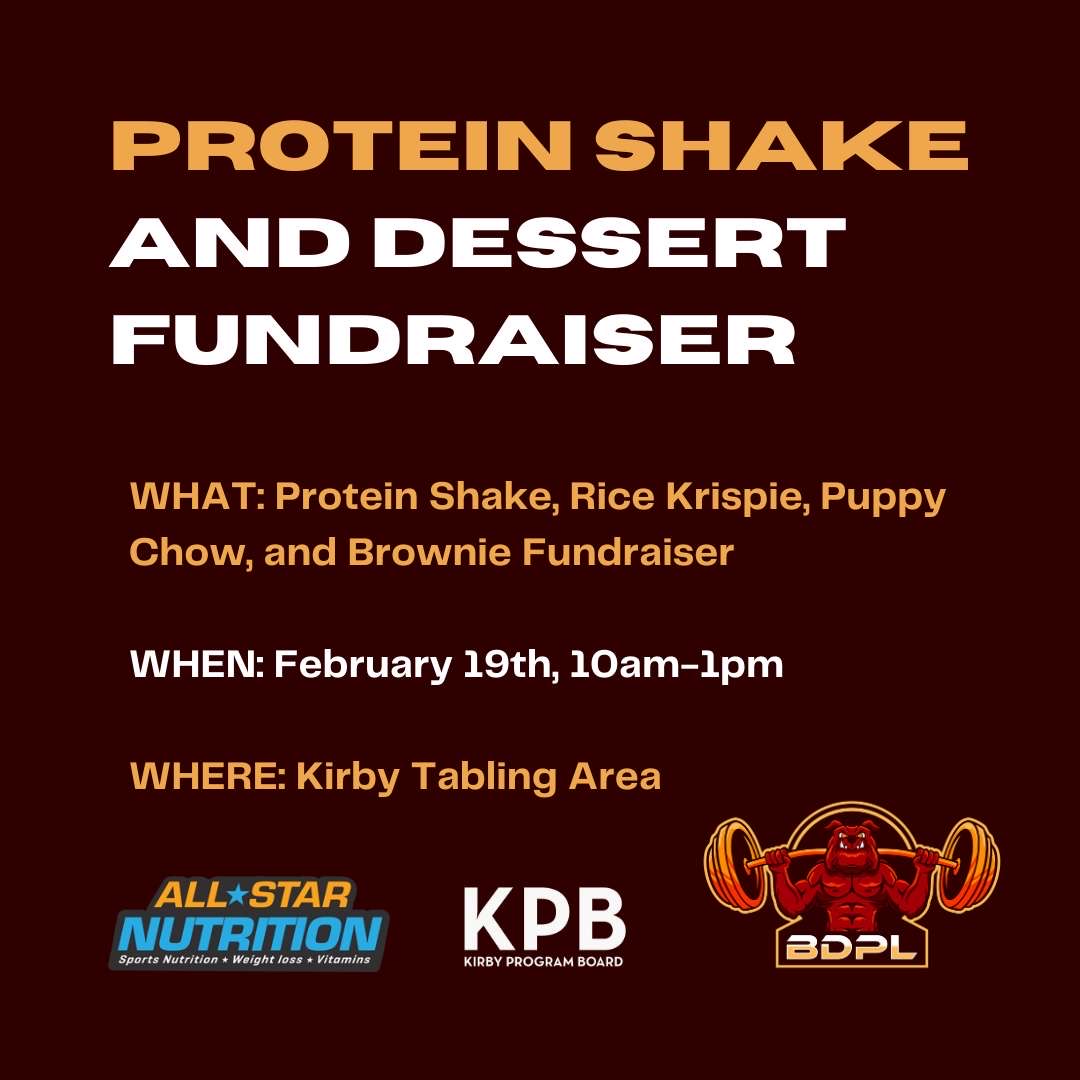 PROTEIN SHAKE
AND DESSERT
FUNDRAISER
WHAT: Protein Shake, Rice Krispie, Puppy
Chow, and Brownie Fundraiser
WHEN: February 19th, 10am-1pm
WHERE: Kirby Tabling Area
ALL★STAR
NUTRITION
Sports Nutrition ★ Weight loss ★ Vitamins
KPB
KIRBY PROGRAM BOARD
BDPL